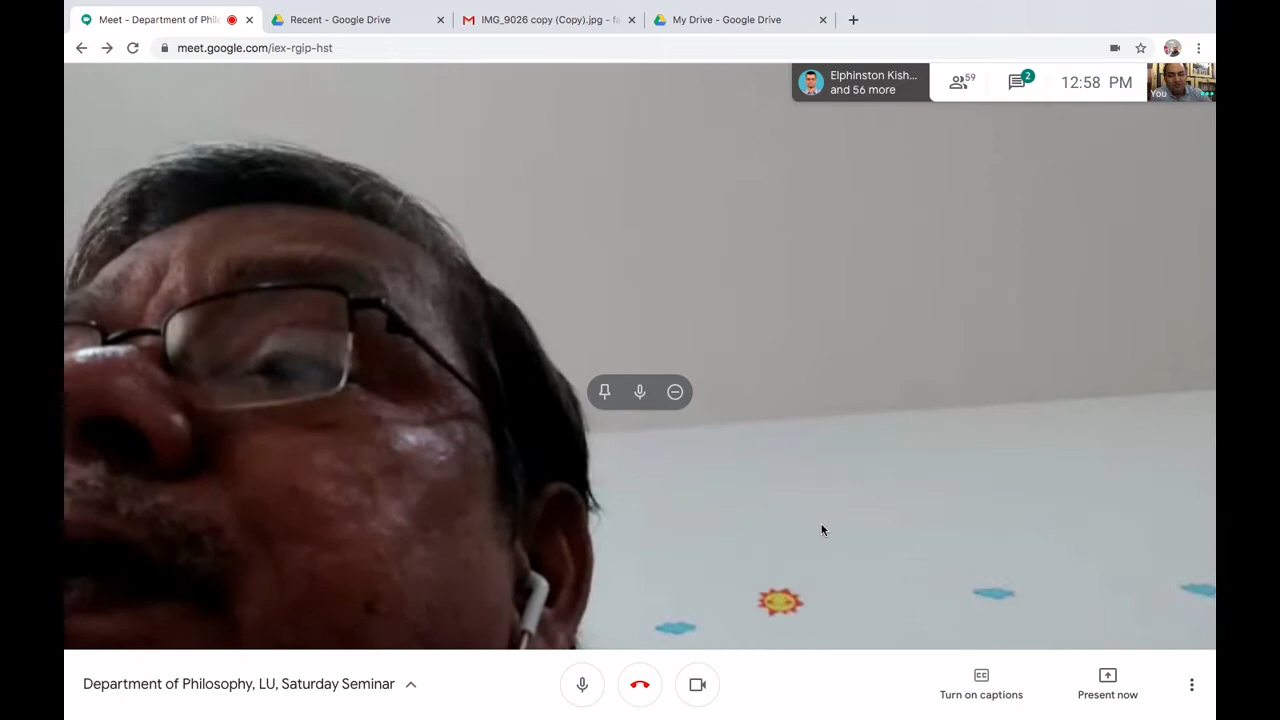 Meet - Department of Phil
Recent - Google Drive
IMG_9026 copy (Copy).jpg - fa
My Drive - Google Drive
meet.google.com/iex-rgip-hst
Elphinston Kish...
and 56 more
59
2
12:58 PM
You
Department of Philosophy, LU, Saturday Seminar
CC
Turn on captions
Present now